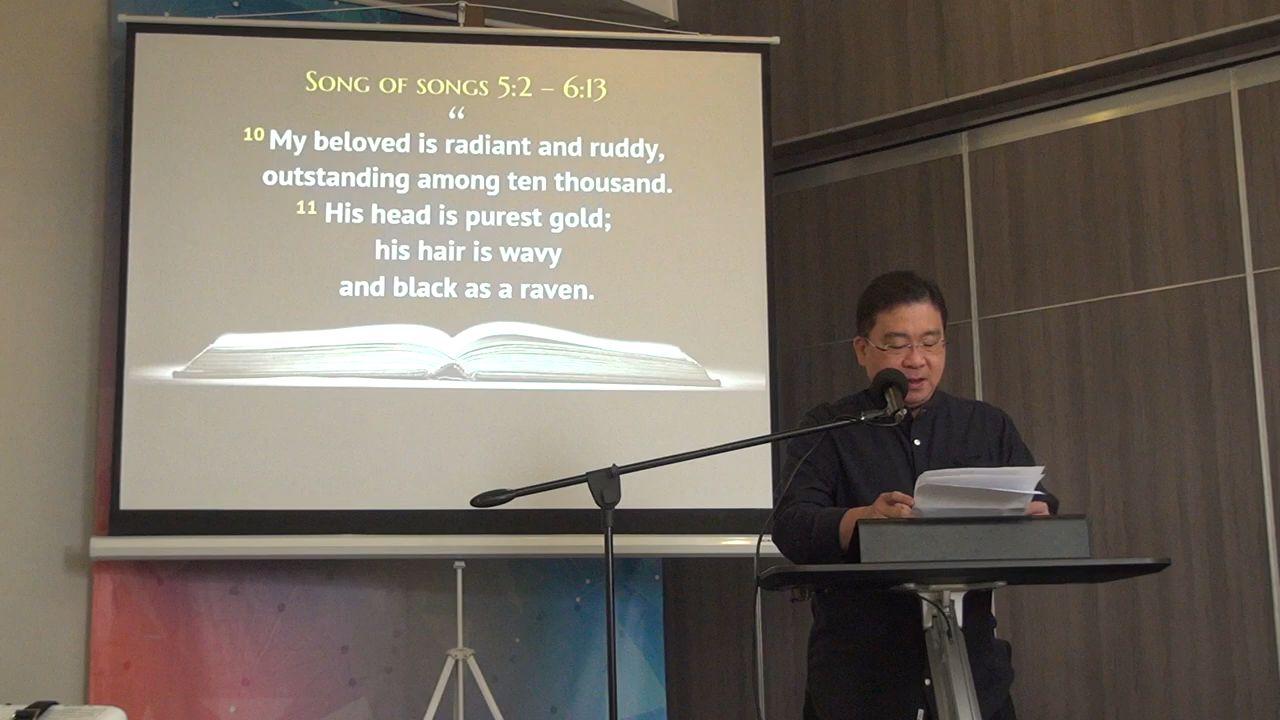 Song of songs 5:2 – 6:13
“
10 My beloved is radiant and ruddy,
outstanding among ten thousand.
11 His head is purest gold;
his hair is wavy
and black as a raven.